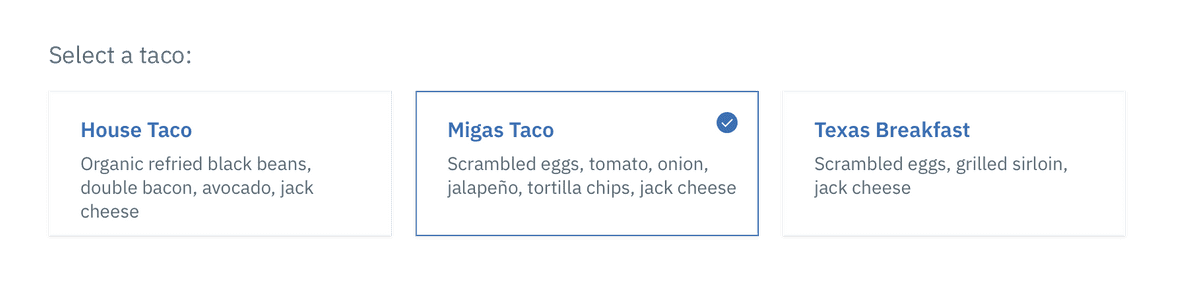 Select a taco:
House Taco
Organic refried black beans,
double bacon, avocado, jack
cheese
Migas Taco
Scrambled eggs, tomato, onion,
jalapeño, tortilla chips, jack cheese
Texas Breakfast
Scrambled eggs, grilled sirloin,
jack cheese